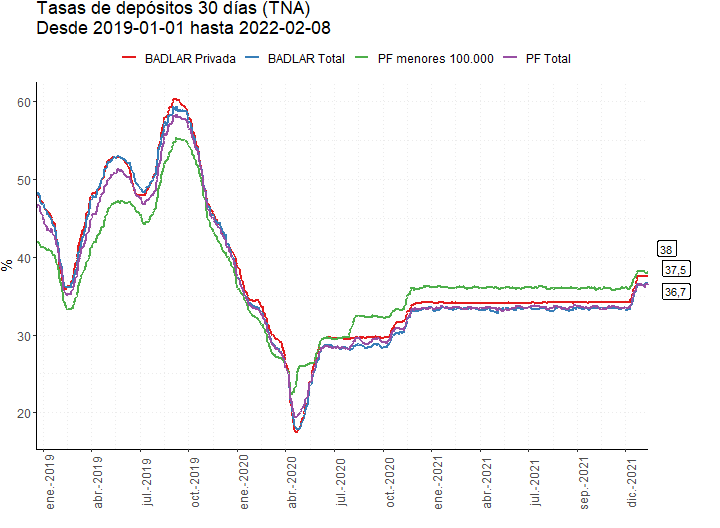 Tasas de depósitos 30 días (TNA)
Desde 2019-01-01 hasta 2022-02-08
BADLAR Privada BADLAR Total PF menores 100.000 PF Total
60
50
40
30
20
%
38
37,5
36,7
ene.-2019
abr.-2019
jul.-2019
oct.-2019
ene.-2020
abr.-2020
jul.-2020
oct.-2020
ene.-2021
abr.-2021
jun.-2021
sep.-2021
dic.-2021